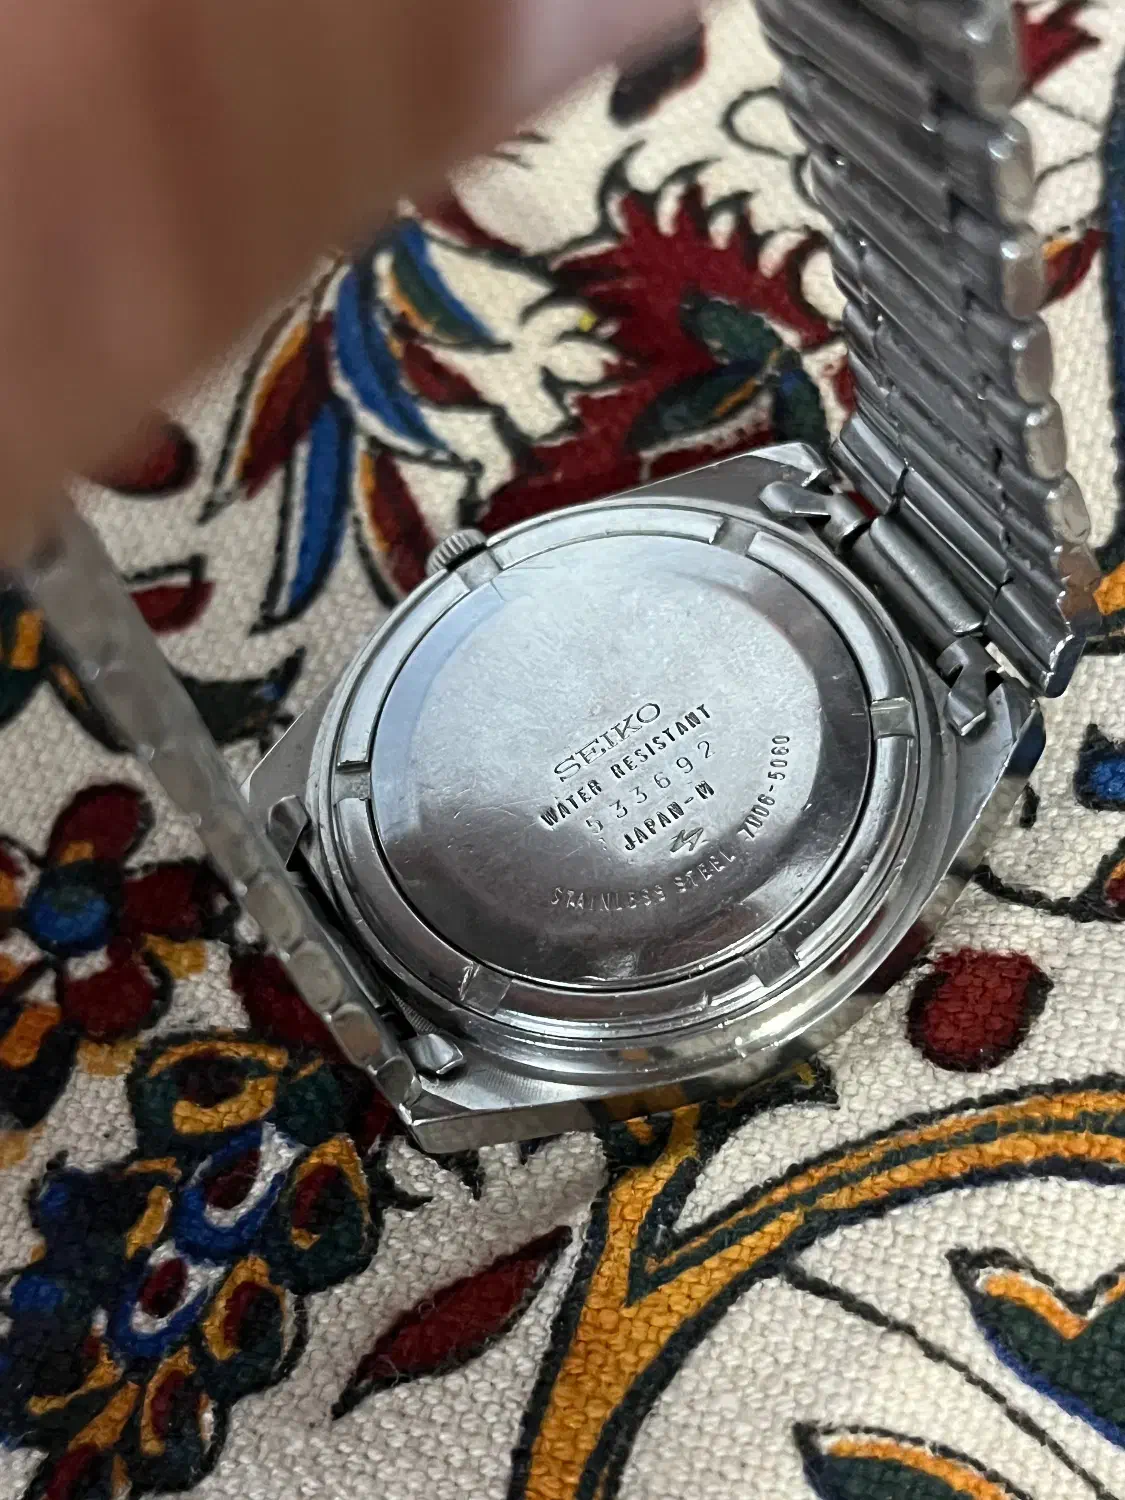 SEIKO
WATER RESISTANT
533692
JAPAN-M
STAINLESS STEEL 7006-5060